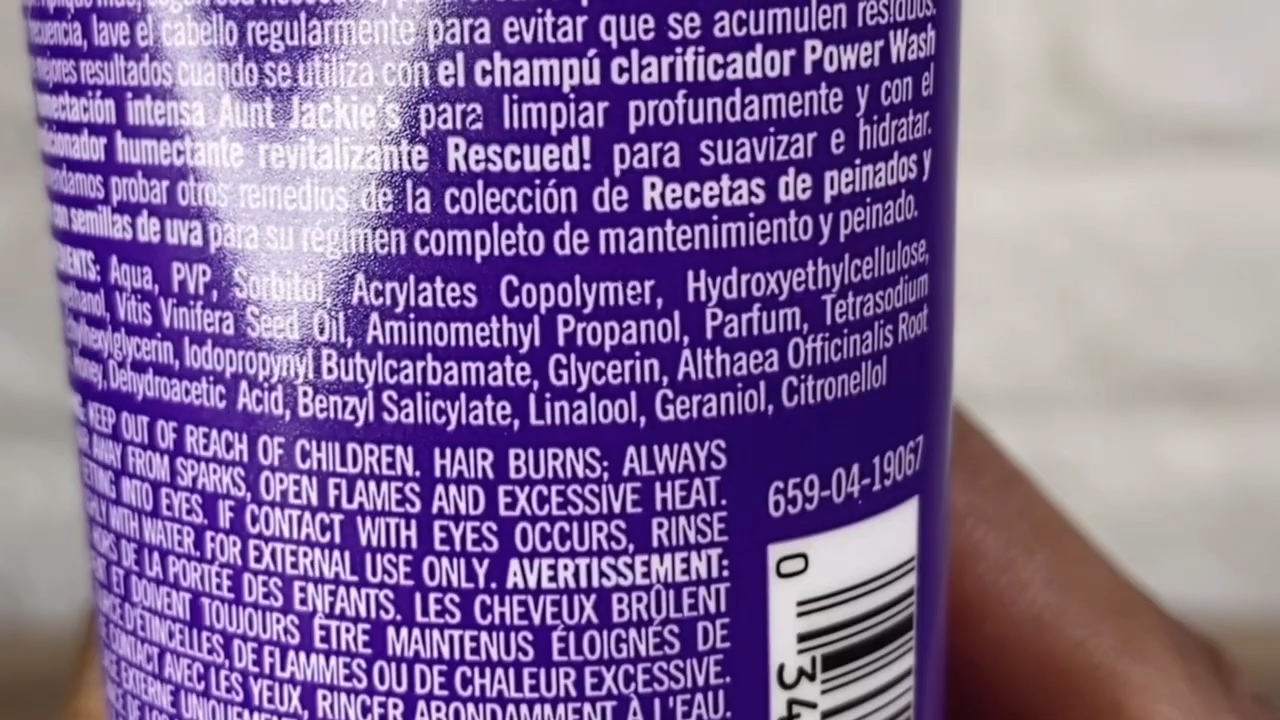 lave el cabello regularmente para evitar que se acumulen residuos.
resultados cuando se utiliza con el champú clarificador Power Wash
intensa Aunt Jackie's para limpiar profundamente y con el
humectante revitalizante Rescued! para suavizar e hidratar.
probar otros remedios de la colección de Recetas de peinados y
semillas de uva para su régimen completo de mantenimiento y peinado.
Aqua, PVP, Sorbitol, Acrylates Copolymer, Hydroxyethylcellulose,
Vitis Vinifera Seed Oil, Aminomethyl Propanol, Parfum, Tetrasodium
Iodopropynyl Butylcarbamate, Glycerin, Althaea Officinalis Root
Honey, Dehydroacetic Acid, Benzyl Salicylate, Linalool, Geraniol, Citronellol
KEEP OUT OF REACH OF CHILDREN. HAIR BURNS; ALWAYS
AWAY FROM SPARKS, OPEN FLAMES AND EXCESSIVE HEAT.
INTO EYES. IF CONTACT WITH EYES OCCURS, RINSE
WITH WATER. FOR EXTERNAL USE ONLY. AVERTISSEMENT:
DE LA PORTÉE DES ENFANTS. LES CHEVEUX BRÛLENT
ET DOIVENT TOUJOURS ÊTRE MAINTENUS ÉLOIGNÉS DE
D'ÉTINCELLES, DE FLAMMES OU DE CHALEUR EXCESSIVE.
CONTACT AVEC LES YEUX, RINCER ABONDAMMENT À L'EAU.
EXTERNE
659-04-19067
0 34